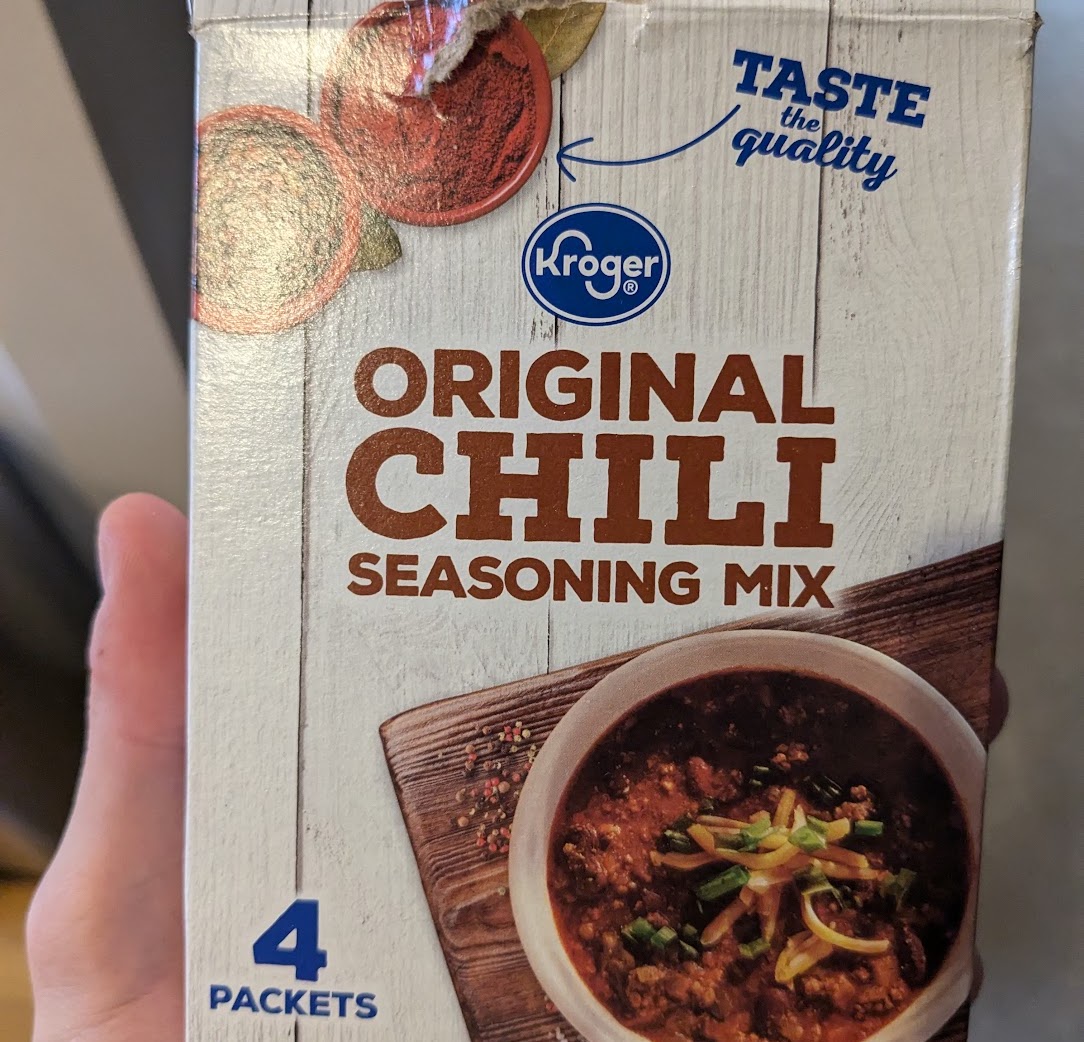 TASTE
the
quality
Kroger®
ORIGINAL
CHILI
SEASONING MIX
4
PACKETS